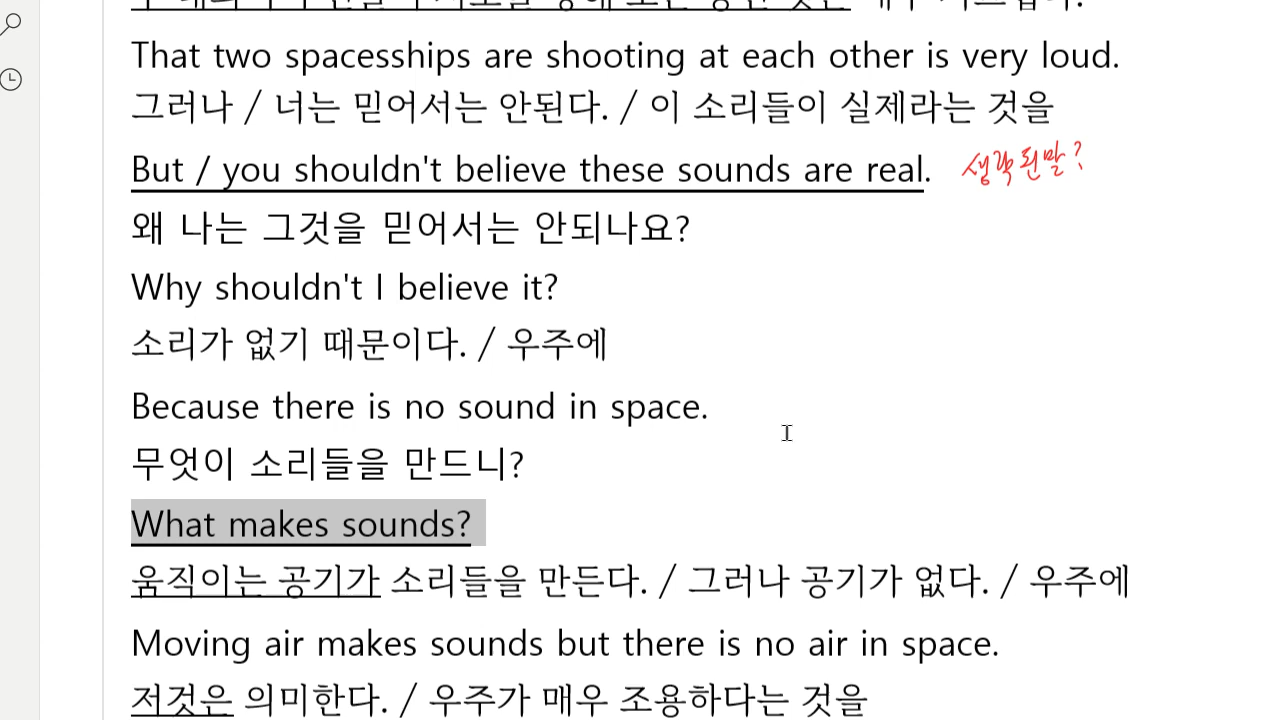 That two spacesships are shooting at each other is very loud.
그러나 / 너는 믿어서는 안된다. / 이 소리들이 실제라는 것을
But / you shouldn't believe these sounds are real. 생략된말?
왜 나는 그것을 믿어서는 안되나요?
Why shouldn't I believe it?
소리가 없기 때문이다. / 우주에
Because there is no sound in space.
무엇이 소리들을 만드니?
What makes sounds?
움직이는 공기가 소리들을 만든다. / 그러나 공기가 없다. / 우주에
Moving air makes sounds but there is no air in space.
저것은 의미한다. / 우주가 매우 조용하다는 것을